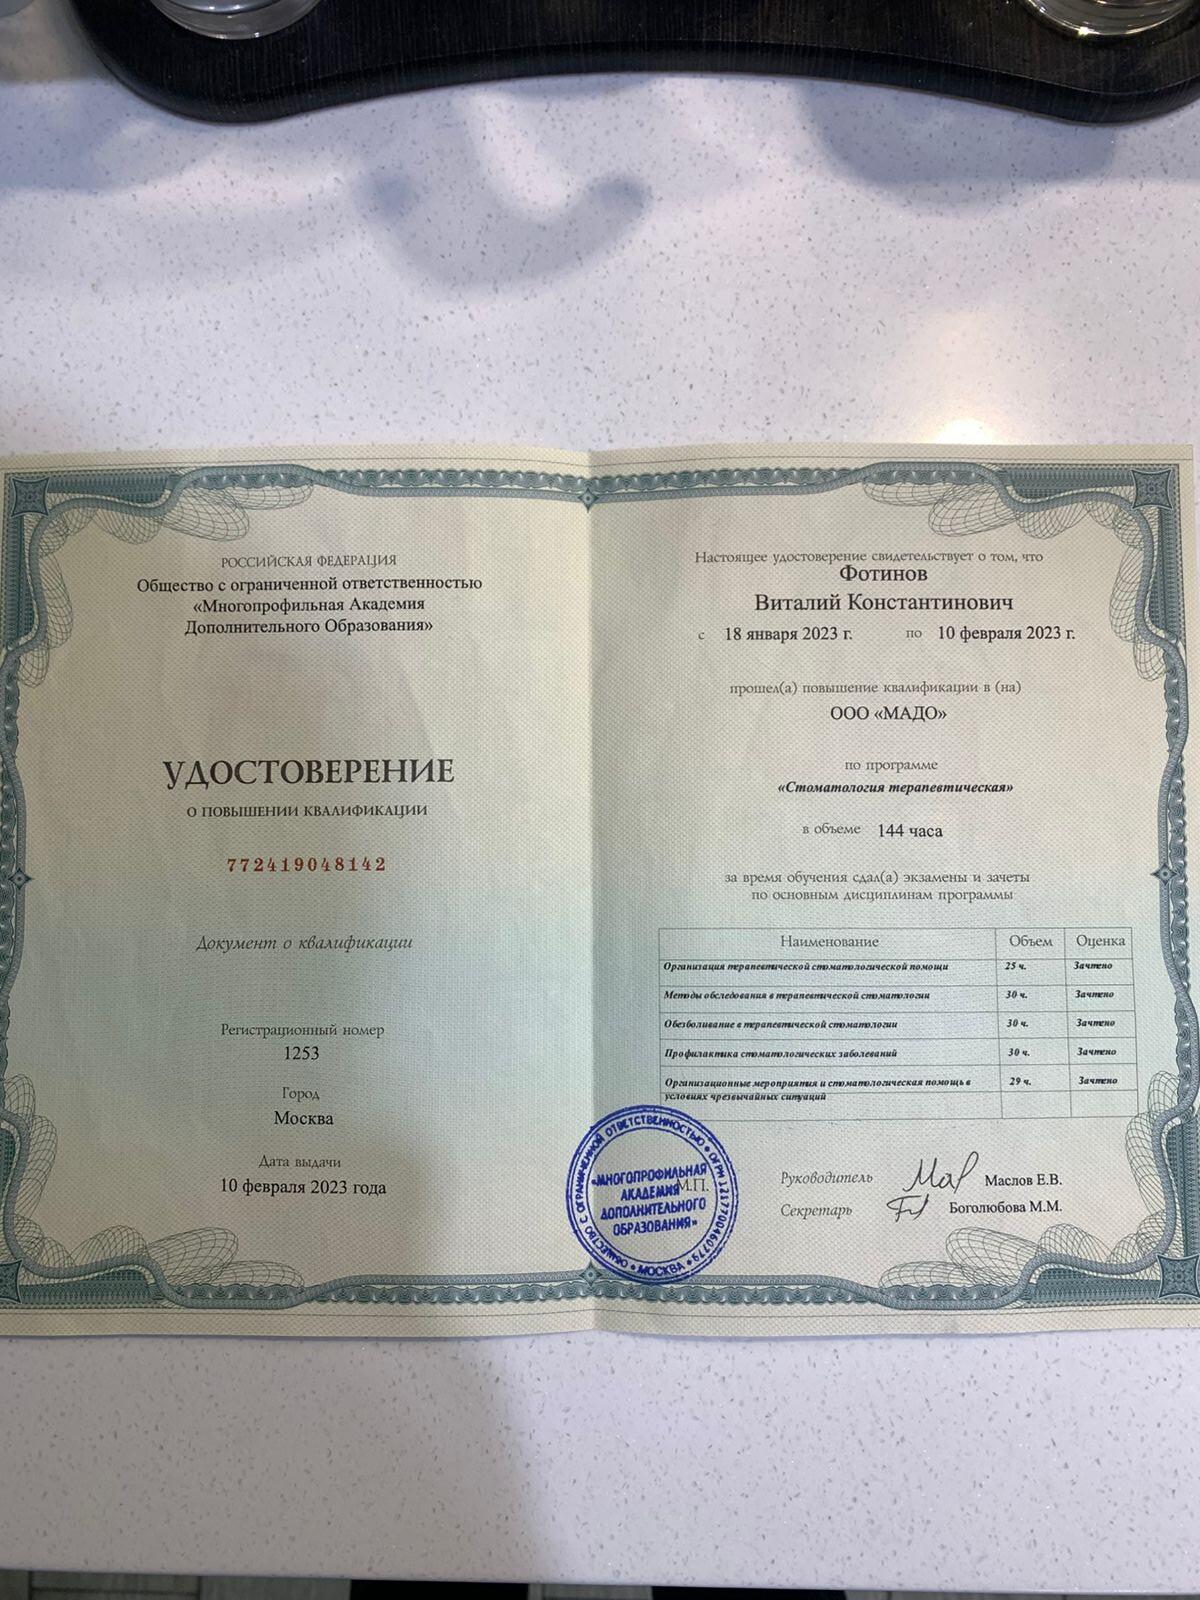 РОССИЙСКАЯ ФЕДЕРАЦИЯ
Общество с ограниченной ответственностью
«Многопрофильная Академия
Дополнительного Образования»
УДОСТОВЕРЕНИЕ
О ПОВЫШЕНИИ КВАЛИФИКАЦИИ
772419048142
Документ о квалификации
Регистрационный номер
1253
Город
Москва
Дата выдачи
10 февраля 2023 года
Настоящее удостоверение свидетельствует о том, что
Фотинов
Виталий Константинович
с 18 января 2023 г. по 10 февраля 2023 г.
прошел(а) повышение квалификации в (на)
ООО «МАДО»
по программе
«Стоматология терапевтическая»
в объеме 144 часа
за время обучения сдал(а) экзамены и зачеты
по основным дисциплинам программы
Наименование Объем Оценка
Организация терапевтической стоматологической помощи 25 ч. Зачтено
Методы обследования в терапевтической стоматологии 30 ч. Зачтено
Обезболивание в терапевтической стоматологии 30 ч. Зачтено
Профилактика стоматологических заболеваний 30 ч. Зачтено
Организационные мероприятия и стоматологическая помощь в 29 ч. Зачтено
условиях чрезвычайных ситуаций
М.П.
Руководитель Маслов Е.В.
Секретарь Боголюбова М.М.
ОБЩЕСТВО С ОГРАНИЧЕННОЙ ОТВЕТСТВЕННОСТЬЮ • ОГРН 1217700460779 • МОСКВА •
«МНОГОПРОФИЛЬНАЯ
АКАДЕМИЯ
ДОПОЛНИТЕЛЬНОГО
ОБРАЗОВАНИЯ»